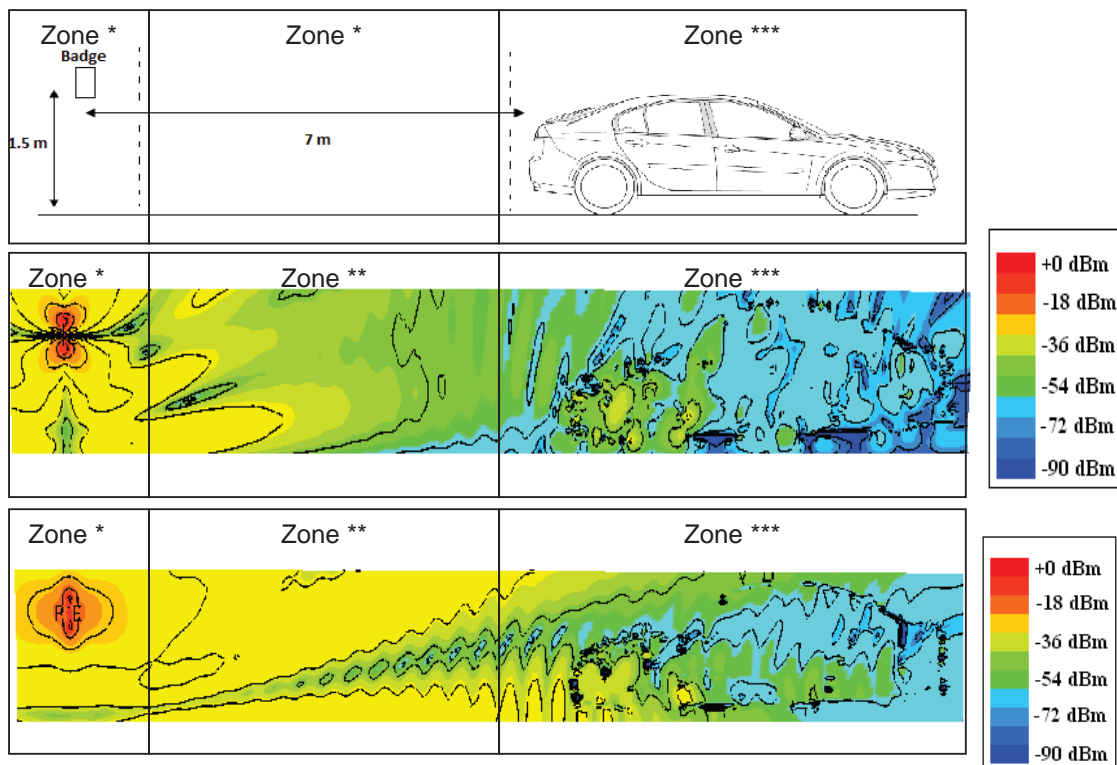 Zone * Zone * Zone ***
Badge
1.5 m
7 m
Zone * Zone ** Zone ***
+0 dBm
-18 dBm
-36 dBm
-54 dBm
-72 dBm
-90 dBm
Zone * Zone ** Zone ***
+0 dBm
-18 dBm
-36 dBm
-54 dBm
-72 dBm
-90 dBm